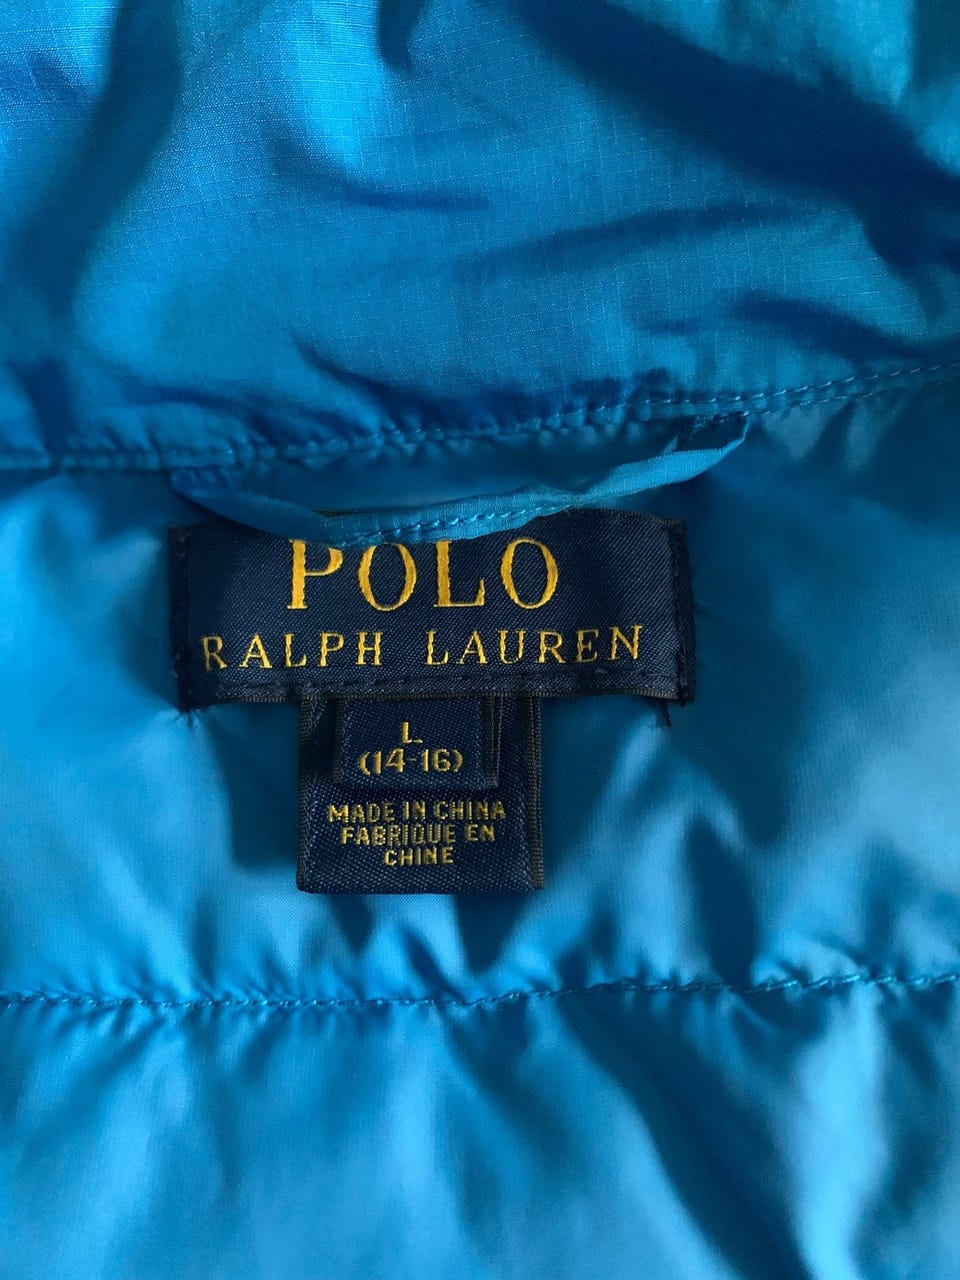 POLO
RALPH LAUREN
L
(14-16)
MADE IN CHINA
FABRIQUE EN
CHINE